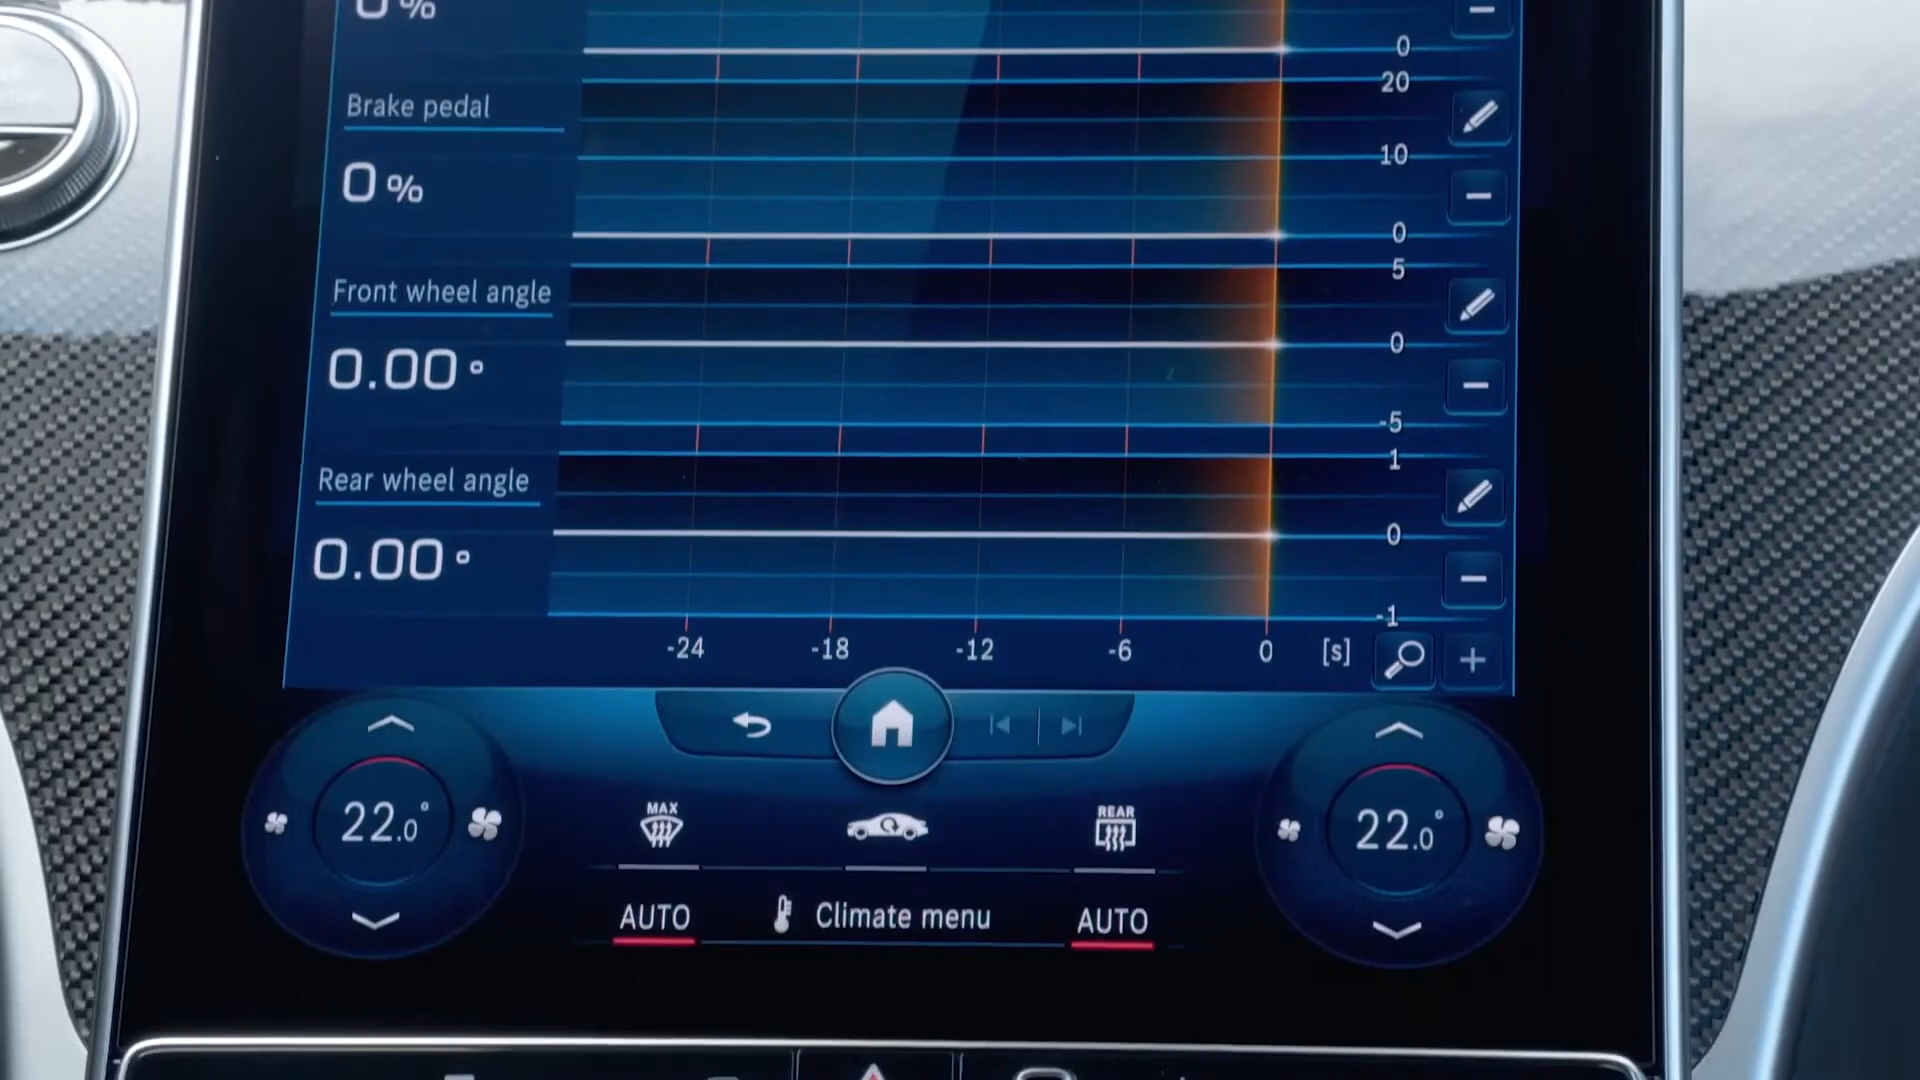 0 %
0
20
Brake pedal
10
0 %
0
5
Front wheel angle
0
0.00 °
-5
1
Rear wheel angle
0
0.00 °
-1
-24 -18 -12 -6 0 [s]
22.0° MAX REAR 22.0°
AUTO Climate menu AUTO